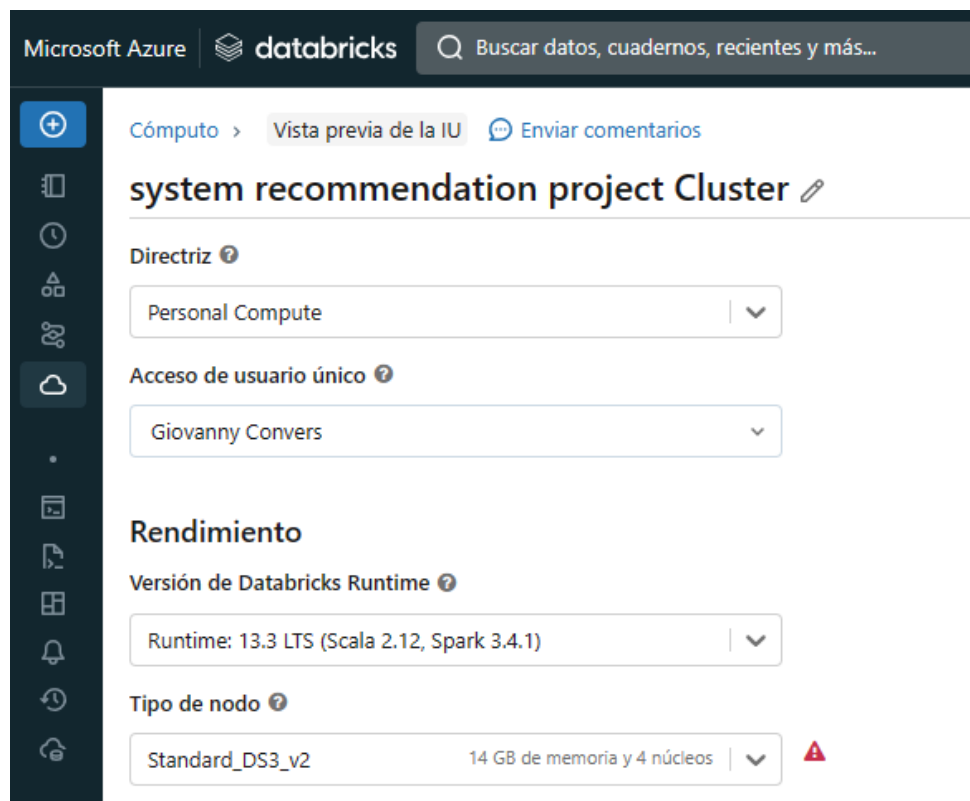 Microsoft Azure databricks Buscar datos, cuadernos, recientes y más...
Cómputo > Vista previa de la IU Enviar comentarios
system recommendation project Cluster
Directriz
Personal Compute
Acceso de usuario único
Giovanny Convers
Rendimiento
Versión de Databricks Runtime
Runtime: 13.3 LTS (Scala 2.12, Spark 3.4.1)
Tipo de nodo
Standard_DS3_v2 14 GB de memoria y 4 núcleos